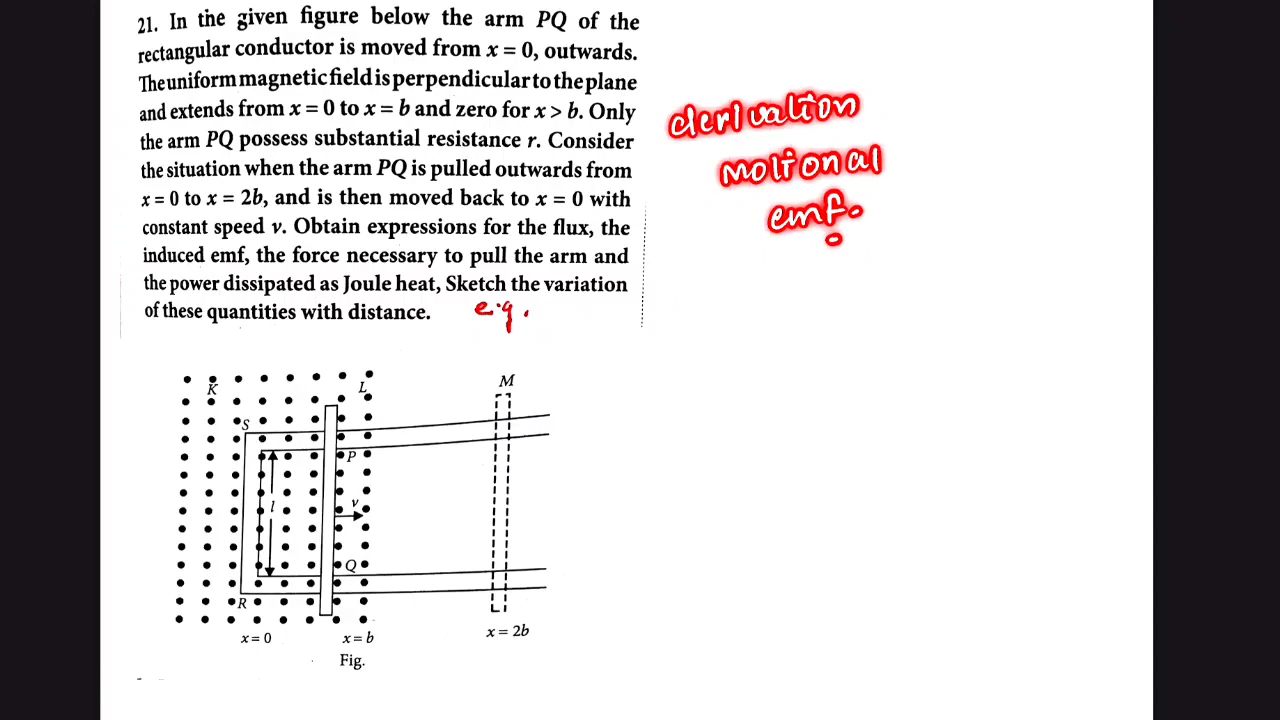 21. In the given figure below the arm PQ of the
rectangular conductor is moved from x = 0, outwards.
The uniform magnetic field is perpendicular to the plane
and extends from x = 0 to x = b and zero for x > b. Only
the arm PQ possess substantial resistance r. Consider
the situation when the arm PQ is pulled outwards from
x = 0 to x = 2b, and is then moved back to x = 0 with
constant speed v. Obtain expressions for the flux, the
induced emf, the force necessary to pull the arm and
the power dissipated as Joule heat, Sketch the variation
of these quantities with distance.
e.g.
derivation
motional
emf.
K
L
M
S
P
l
v
Q
R
x = 0
x = b
x = 2b
Fig.